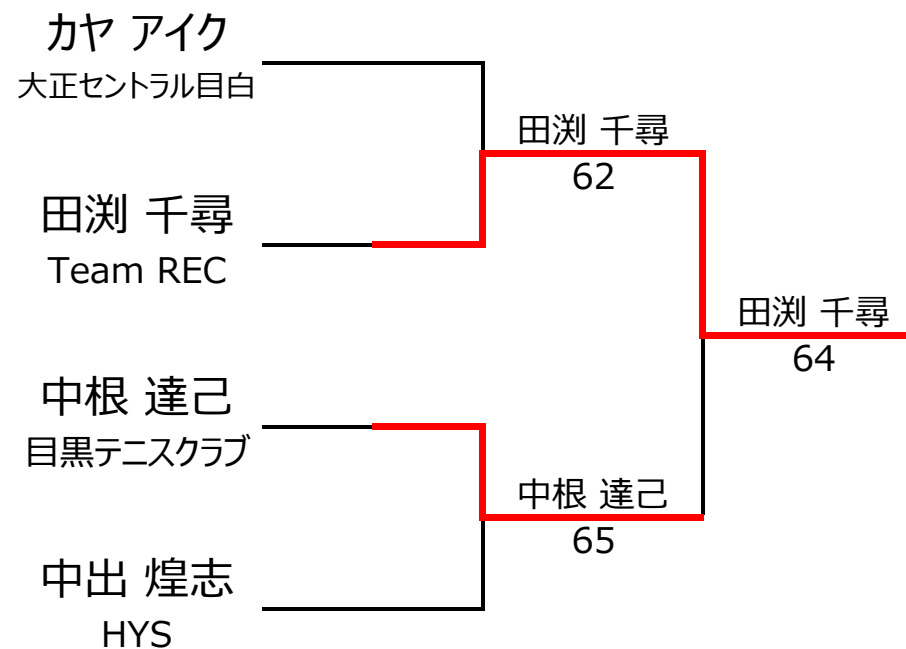 カヤ アイク
大正セントラル目白
田渕 千尋
62
田渕 千尋
Team REC
田渕 千尋
64
中根 達己
目黒テニスクラブ
中根 達己
65
中出 煌志
HYS